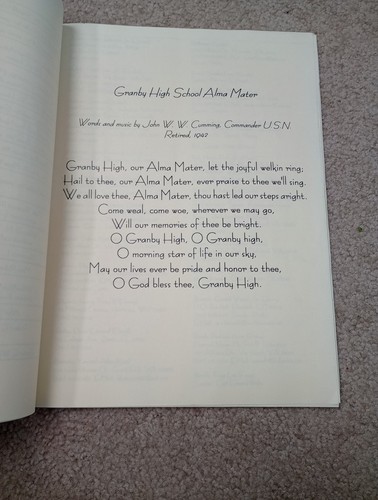 Granby High School Alma Mater
Words and music by John W. W. Cumming, Commander U.S.N.
Retired, 1942
Granby High, our Alma Mater, let the joyful welkin ring;
Hail to thee, our Alma Mater, ever praise to thee we'll sing.
We all love thee, Alma Mater, thou hast led our steps aright.
Come weal, come woe, wherever we may go,
Will our memories of thee be bright.
O Granby High, O Granby high,
O morning star of life in our sky,
May our lives ever be pride and honor to thee,
O God bless thee, Granby High.